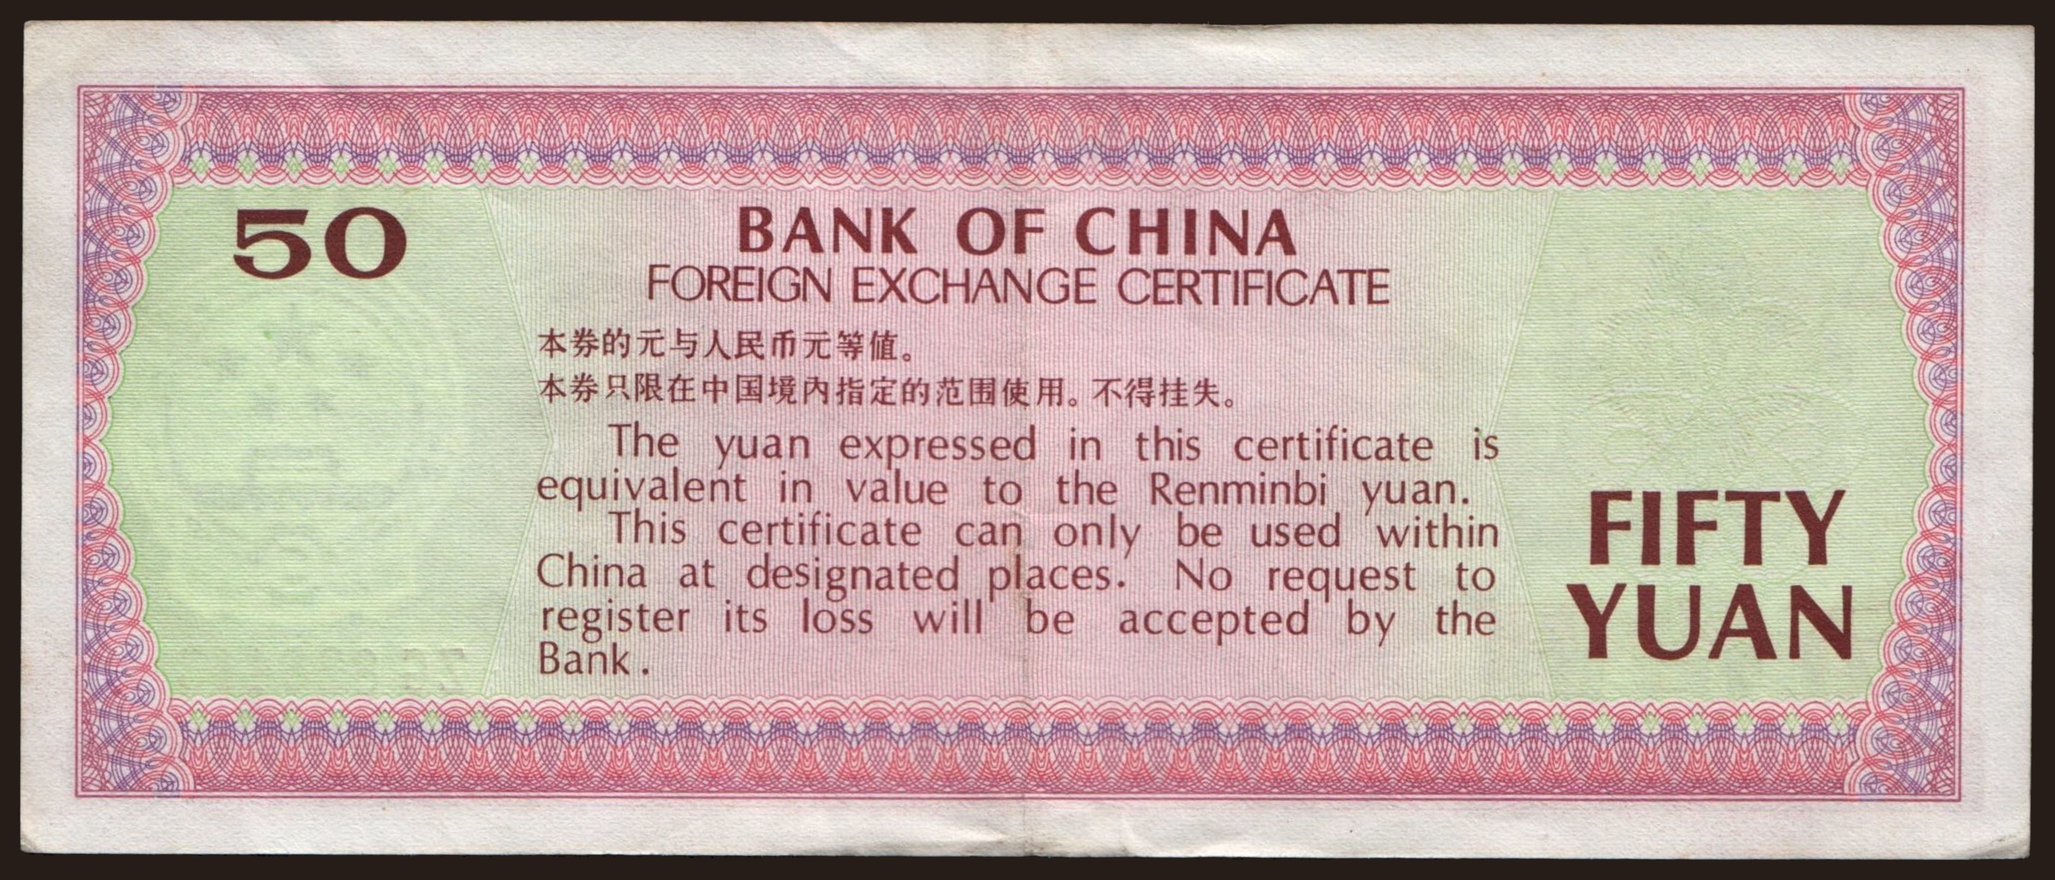 50
BANK OF CHINA
FOREIGN EXCHANGE CERTIFICATE
本券的元与人民币元等值。
本券只限在中国境内指定的范围使用。不得挂失。
The yuan expressed in this certificate is
equivalent in value to the Renminbi yuan.
This certificate can only be used within
China at designated places. No request to
register its loss will be accepted by the
Bank.
FIFTY
YUAN